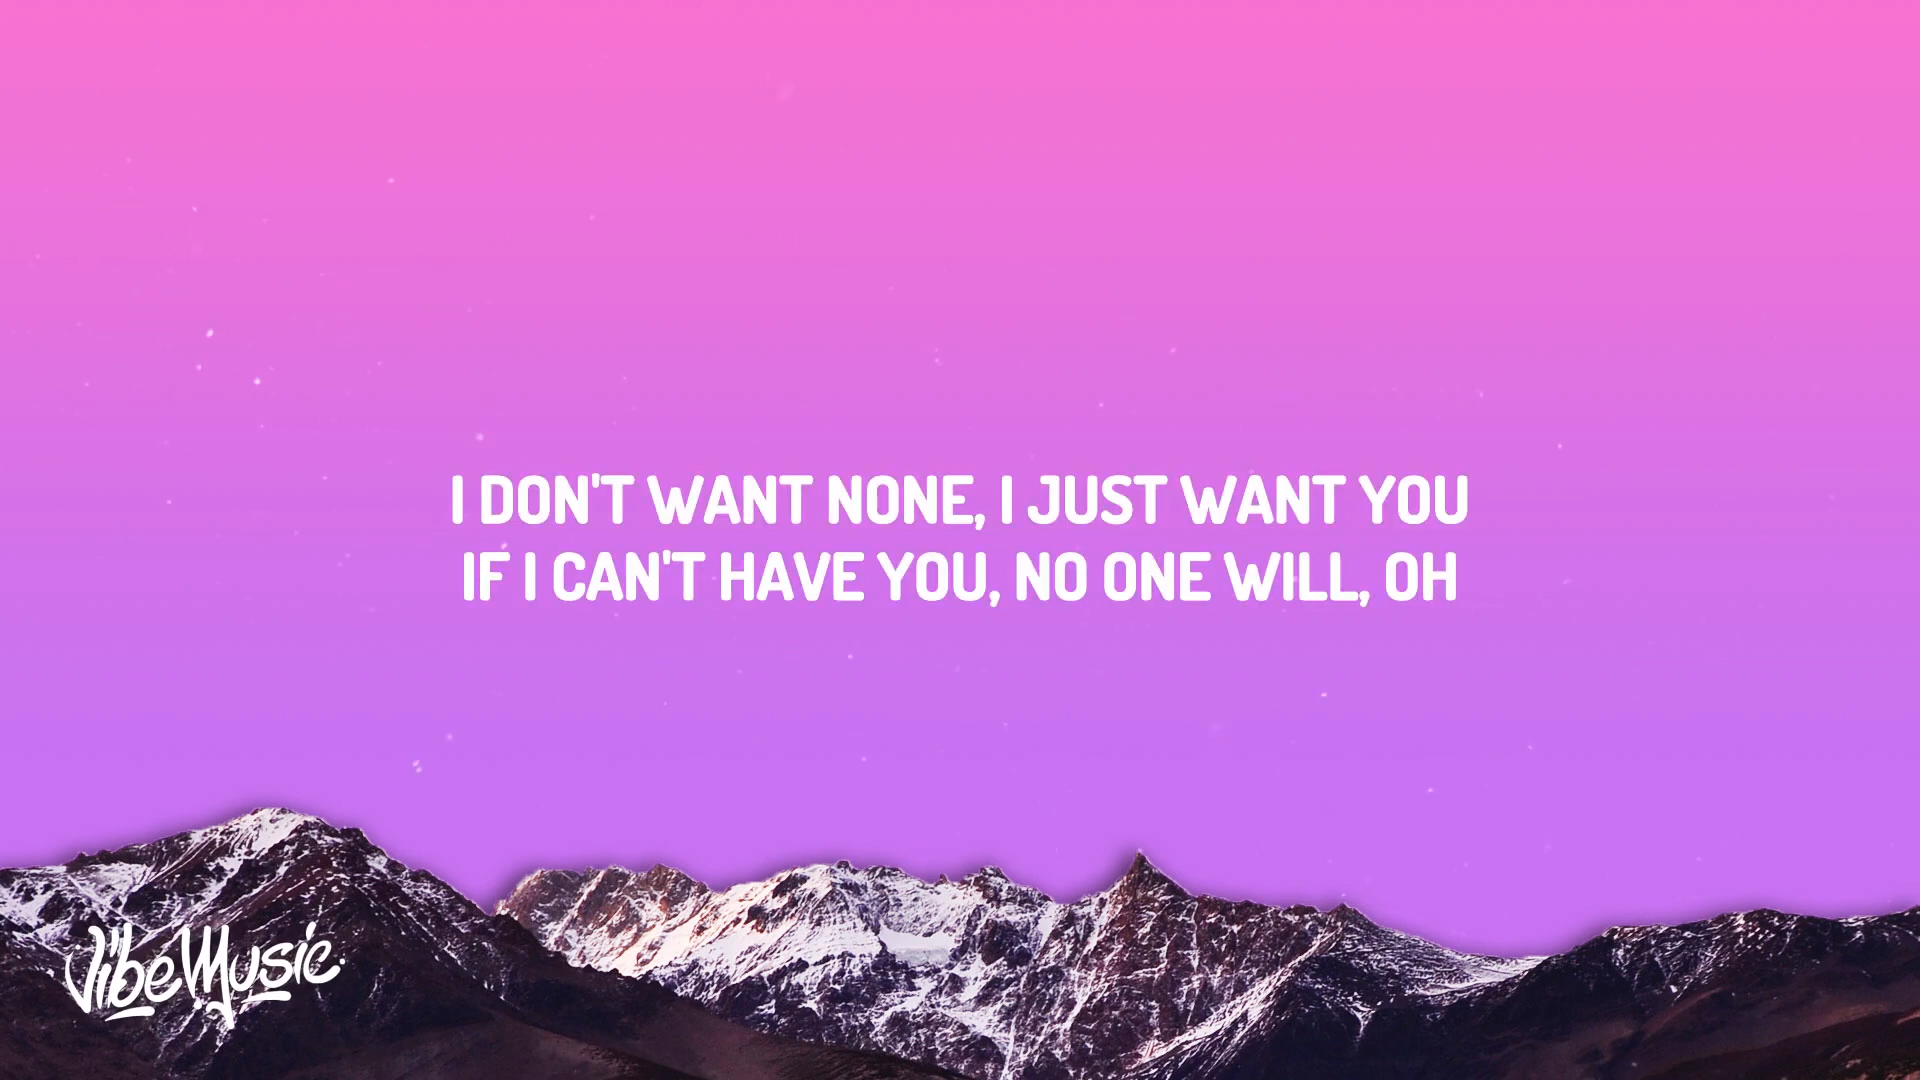 I DON'T WANT NONE, I JUST WANT YOU
IF I CAN'T HAVE YOU, NO ONE WILL, OH
VibeMusic